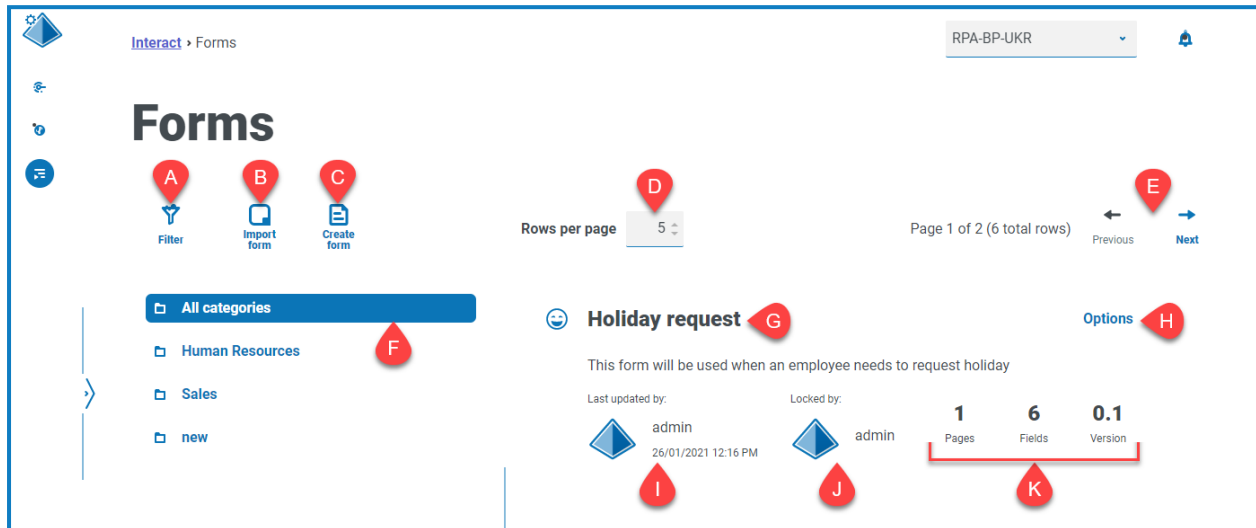 Interact › Forms
RPA-BP-UKR
Forms
A
B
C
D
E
Filter
Import
form
Create
form
Rows per page
5
Page 1 of 2 (6 total rows)
Previous
Next
All categories
F
Human Resources
Sales
new
Holiday request
G
Options
H
This form will be used when an employee needs to request holiday
Last updated by:
admin
26/01/2021 12:16 PM
Locked by:
admin
1
Pages
6
Fields
0.1
Version
I
J
K